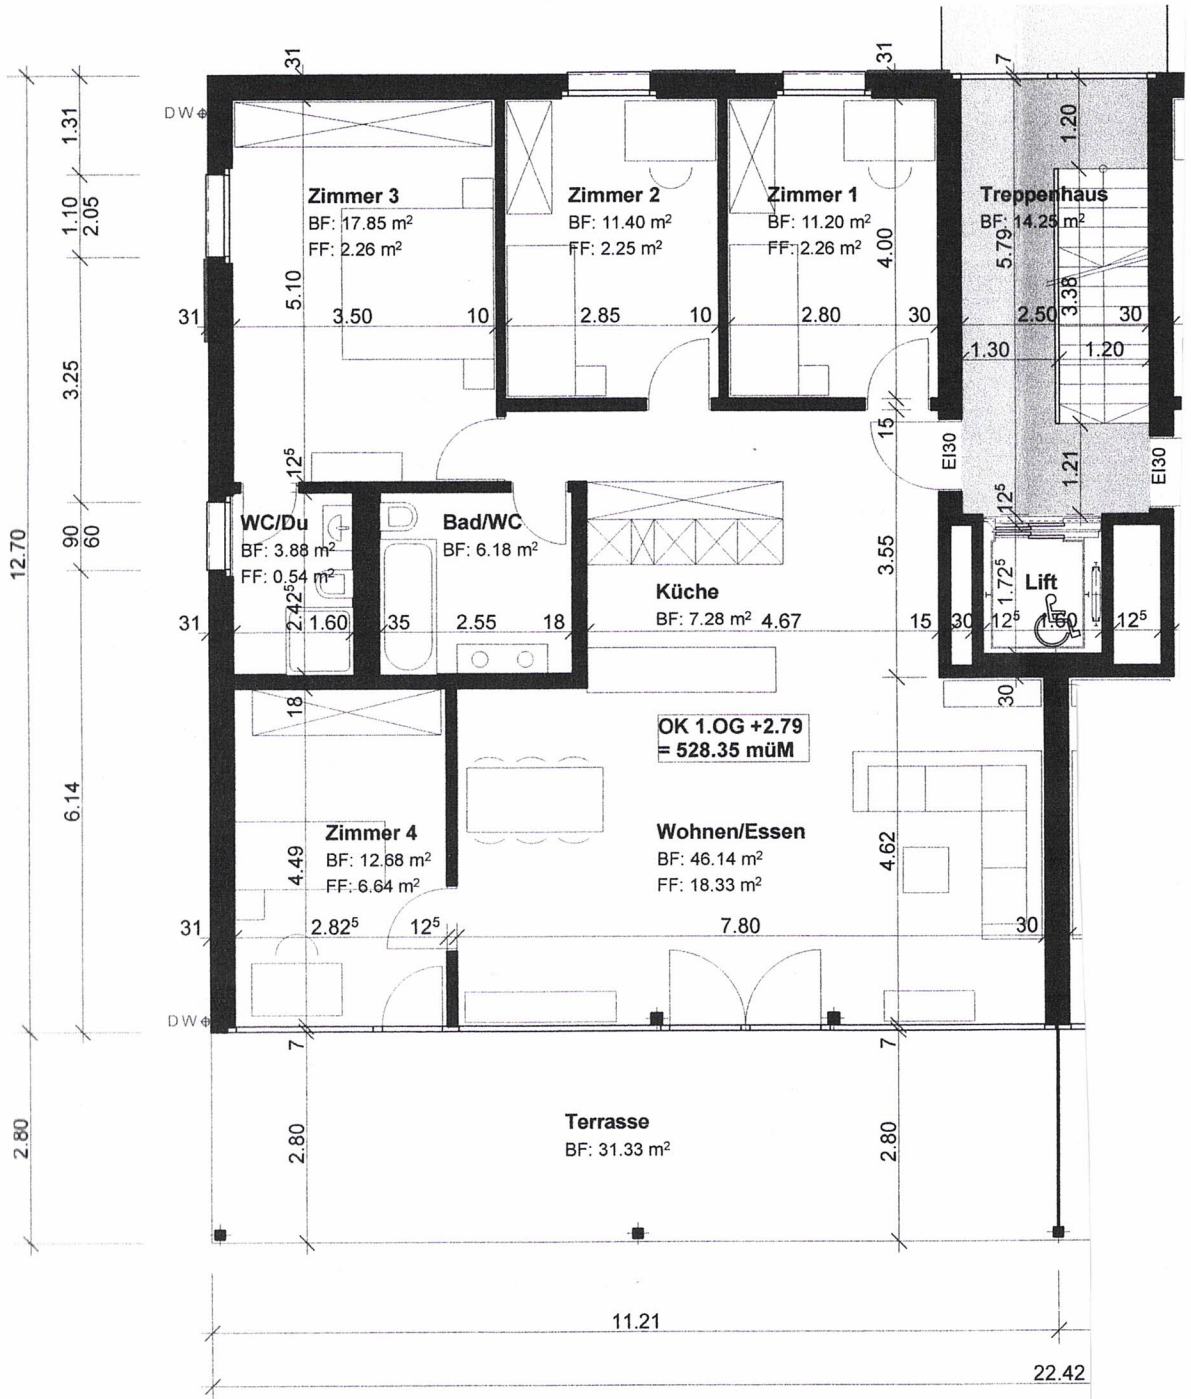 31
31
7
DW
1.31
1.20
Zimmer 3
BF: 17.85 m²
FF: 2.26 m²
Zimmer 2
BF: 11.40 m²
FF: 2.25 m²
Zimmer 1
BF: 11.20 m²
FF: 2.26 m²
Treppenhaus
BF: 14.25 m²
1.10
2.05
5.10
4.00
5.79
3.38
31
3.50
10
2.85
10
2.80
30
2.50
30
1.30
1.20
3.25
15
EI30
1.21
EI30
12⁵
12⁵
12.70
90
60
WC/Du
BF: 3.88 m²
FF: 0.54 m²
Bad/WC
BF: 6.18 m²
3.55
2.42⁵
Küche
BF: 7.28 m²
1.72⁵
Lift
31
1.60
35
2.55
18
4.67
15
30
12⁵
1.60
12⁵
18
30
OK 1.OG +2.79
= 528.35 müM
6.14
Zimmer 4
BF: 12.68 m²
FF: 6.64 m²
Wohnen/Essen
BF: 46.14 m²
FF: 18.33 m²
4.49
4.62
31
2.82⁵
12⁵
7.80
30
DW
7
7
2.80
2.80
2.80
Terrasse
BF: 31.33 m²
11.21
22.42